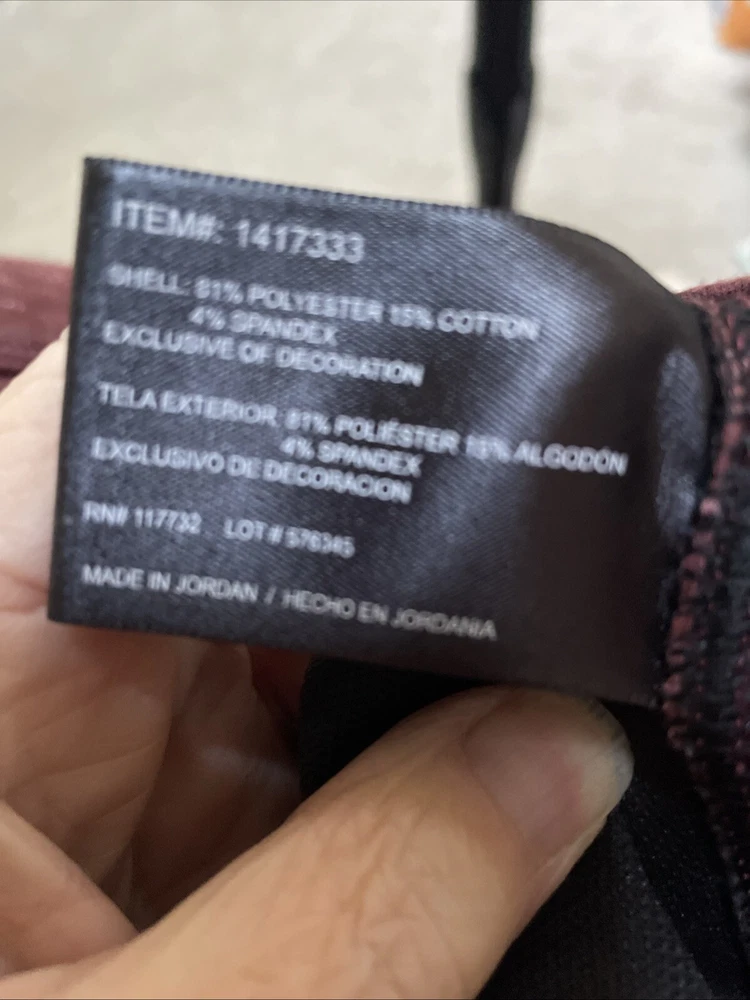 ITEM#: 1417333
SHELL: 81% POLYESTER 15% COTTON
4% SPANDEX
EXCLUSIVE OF DECORATION
TELA EXTERIOR: 81% POLIÉSTER 15% ALGODÓN
4% SPANDEX
EXCLUSIVO DE DECORACION
RN# 117732 LOT # 576345
MADE IN JORDAN / HECHO EN JORDANIA